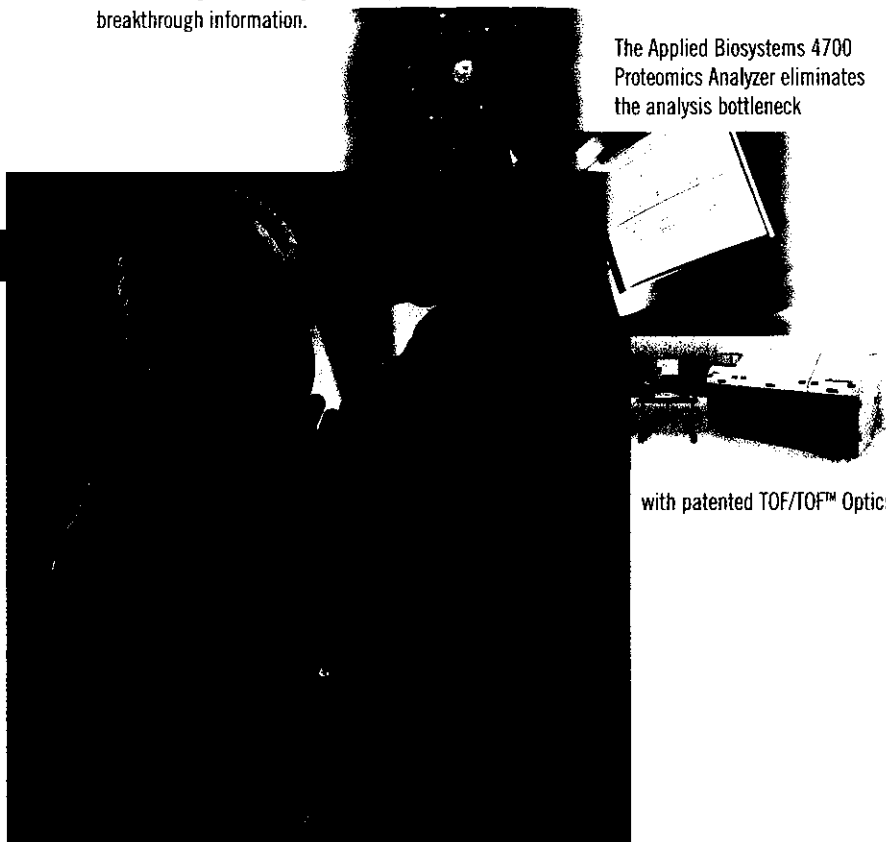 breakthrough information.
The Applied Biosystems 4700
Proteomics Analyzer eliminates
the analysis bottleneck
with patented TOF/TOF™ Optic